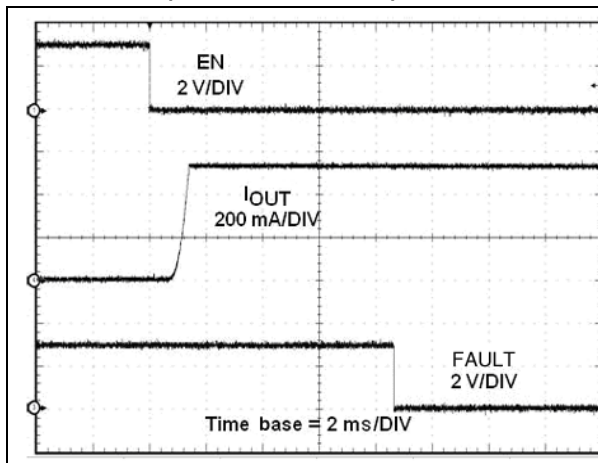 EN
2 V/DIV
IOUT
200 mA/DIV
FAULT
2 V/DIV
Time base = 2 ms/DIV